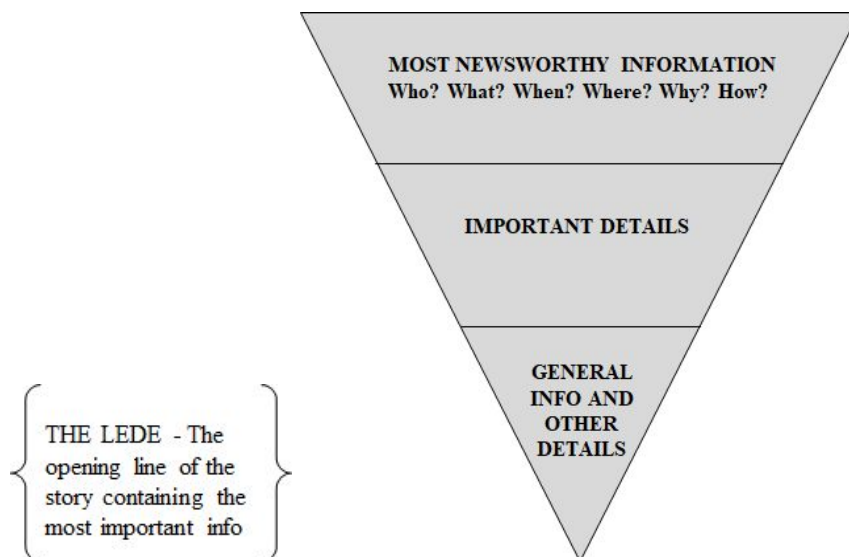 MOST NEWSWORTHY INFORMATION
Who? What? When? Where? Why? How?
IMPORTANT DETAILS
GENERAL
INFO AND
OTHER
DETAILS
THE LEDE - The
opening line of the
story containing the
most important info